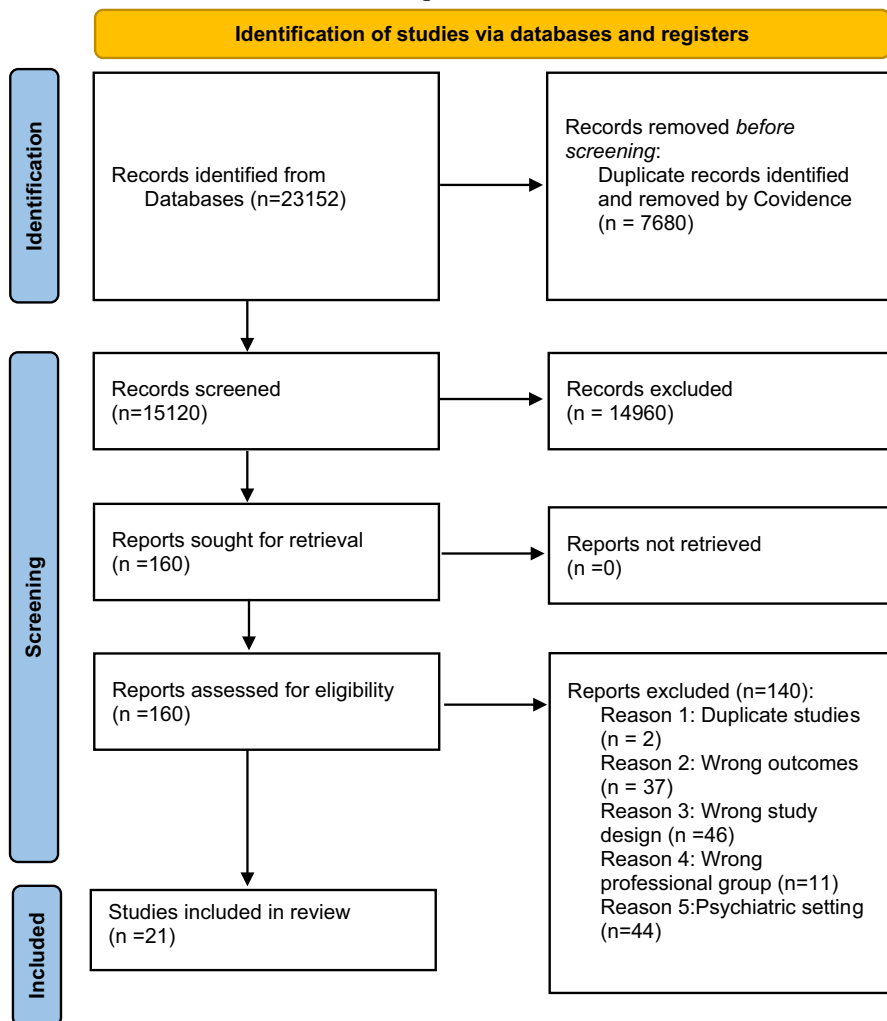 Identification of studies via databases and registers
Identification
Records identified from
Databases (n=23152)
Records removed before
screening:
Duplicate records identified
and removed by Covidence
(n = 7680)
Screening
Records screened
(n=15120)
Records excluded
(n = 14960)
Reports sought for retrieval
(n =160)
Reports not retrieved
(n =0)
Reports assessed for eligibility
(n =160)
Reports excluded (n=140):
Reason 1: Duplicate studies
(n = 2)
Reason 2: Wrong outcomes
(n = 37)
Reason 3: Wrong study
design (n =46)
Reason 4: Wrong
professional group (n=11)
Reason 5:Psychiatric setting
(n=44)
Included
Studies included in review
(n =21)